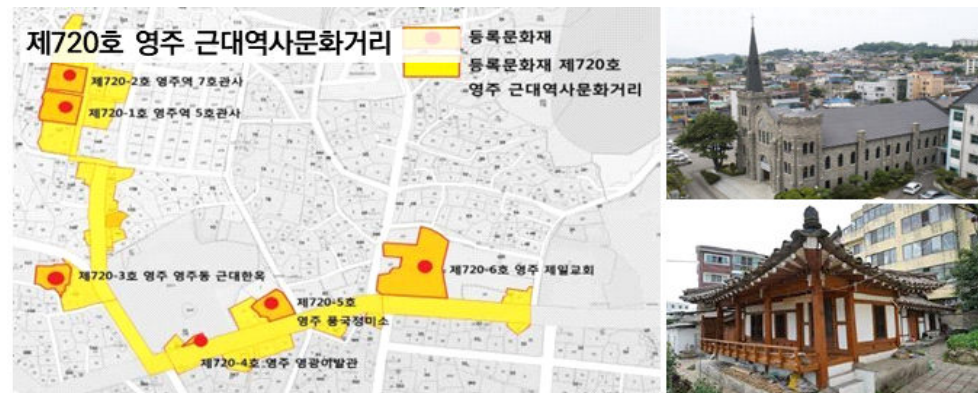 제720호 영주 근대역사문화거리
등록문화재
등록문화재 제720호
-영주 근대역사문화거리
제720-2호 영주역 7호관사
제720-1호 영주역 5호관사
제720-3호 영주 영주동 근대한옥
제720-6호 영주 제일교회
제720-5호
영주 풍국정미소
제720-4호 영주 영광이발관